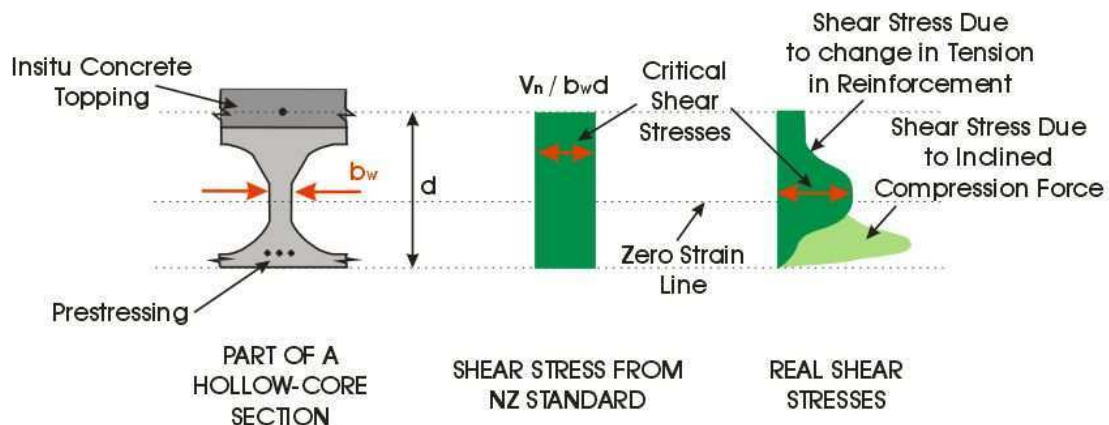 Insitu Concrete
Topping
bw
d
Prestressing
PART OF A
HOLLOW-CORE
SECTION
Vn / bwd
Critical
Shear
Stresses
Zero Strain
Line
SHEAR STRESS FROM
NZ STANDARD
Shear Stress Due
to change in Tension
in Reinforcement
Shear Stress Due
to Inclined
Compression Force
REAL SHEAR
STRESSES